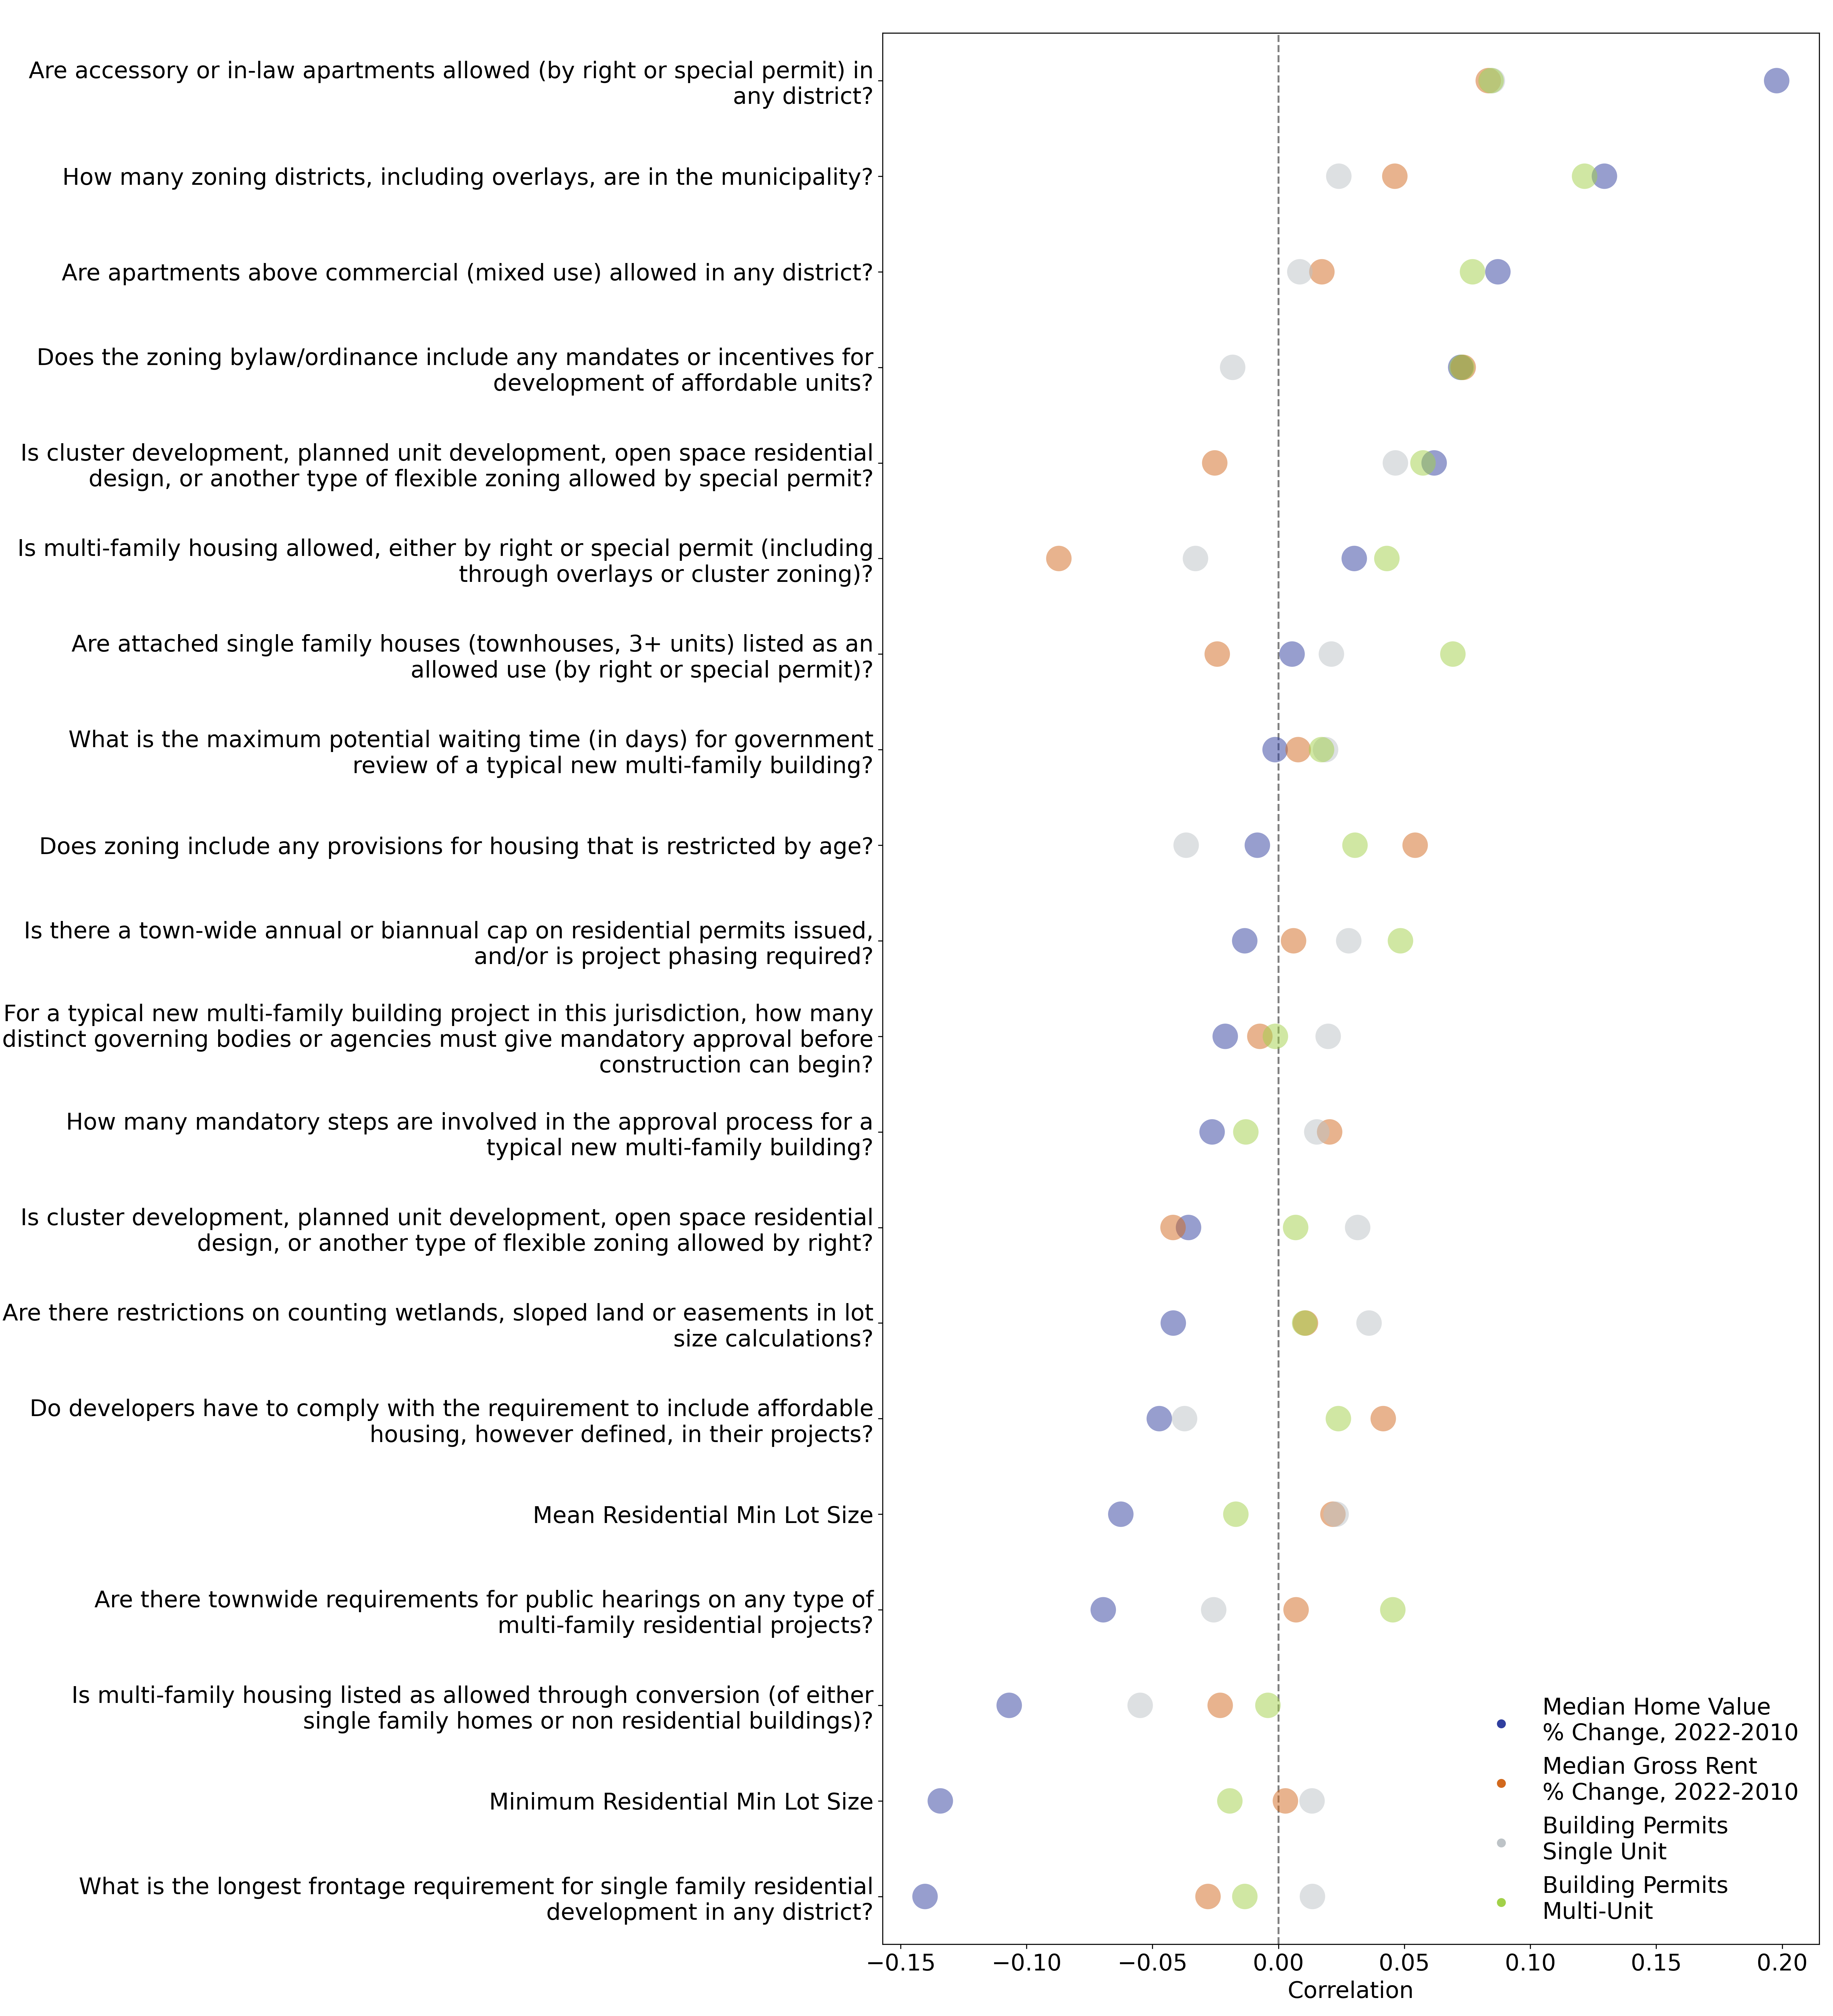 Are accessory or in-law apartments allowed (by right or special permit) in
any district?
How many zoning districts, including overlays, are in the municipality?
Are apartments above commercial (mixed use) allowed in any district?
Does the zoning bylaw/ordinance include any mandates or incentives for
development of affordable units?
Is cluster development, planned unit development, open space residential
design, or another type of flexible zoning allowed by special permit?
Is multi-family housing allowed, either by right or special permit (including
through overlays or cluster zoning)?
Are attached single family houses (townhouses, 3+ units) listed as an
allowed use (by right or special permit)?
What is the maximum potential waiting time (in days) for government
review of a typical new multi-family building?
Does zoning include any provisions for housing that is restricted by age?
Is there a town-wide annual or biannual cap on residential permits issued,
and/or is project phasing required?
For a typical new multi-family building project in this jurisdiction, how many
distinct governing bodies or agencies must give mandatory approval before
construction can begin?
How many mandatory steps are involved in the approval process for a
typical new multi-family building?
Is cluster development, planned unit development, open space residential
design, or another type of flexible zoning allowed by right?
Are there restrictions on counting wetlands, sloped land or easements in lot
size calculations?
Do developers have to comply with the requirement to include affordable
housing, however defined, in their projects?
Mean Residential Min Lot Size
Are there townwide requirements for public hearings on any type of
multi-family residential projects?
Is multi-family housing listed as allowed through conversion (of either
single family homes or non residential buildings)?
Minimum Residential Min Lot Size
What is the longest frontage requirement for single family residential
development in any district?
Median Home Value
% Change, 2022-2010
Median Gross Rent
% Change, 2022-2010
Building Permits
Single Unit
Building Permits
Multi-Unit
−0.15 −0.10 −0.05 0.00 0.05 0.10 0.15 0.20
Correlation